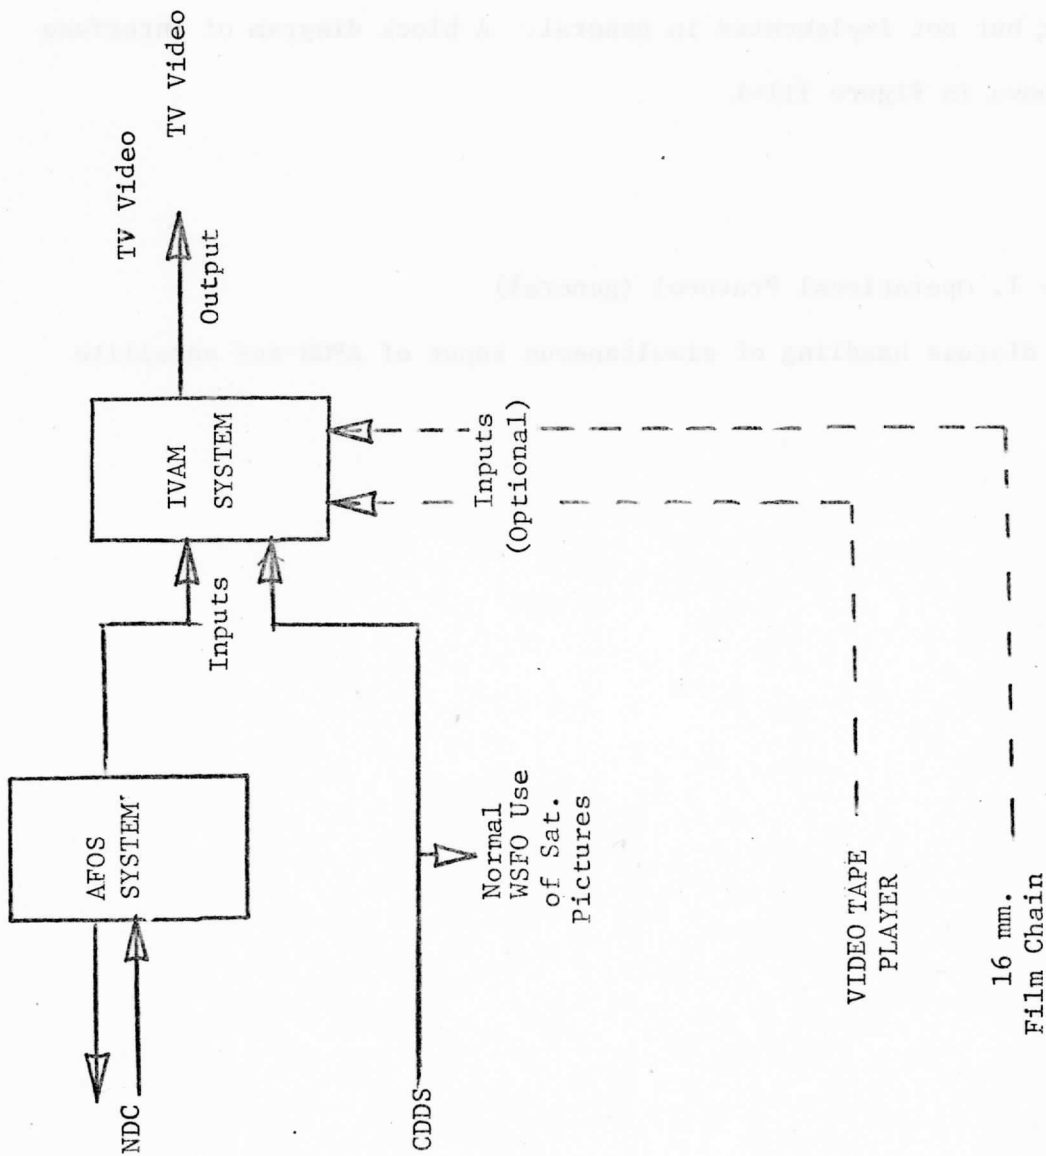 TV Video
TV Video
Output
IVAM
SYSTEM
Inputs
Inputs
(Optional)
AFOS
SYSTEM
NDC
CDDS
Normal
WSFO Use
of Sat.
Pictures
VIDEO TAPE
PLAYER
16 mm.
Film Chain